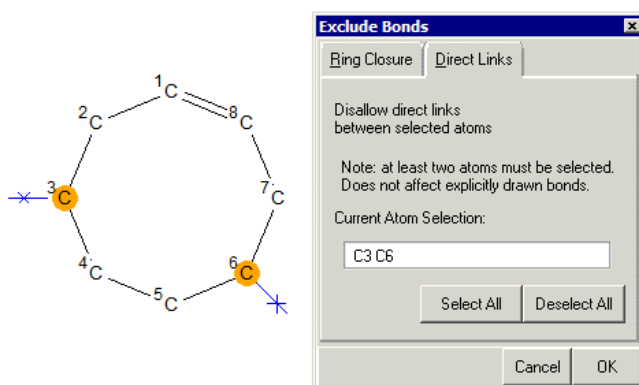 1
C
2
C
8
C
3
C
7
C
4
C
6
C
5
C
Exclude Bonds
Ring Closure
Direct Links
Disallow direct links
between selected atoms
Note: at least two atoms must be selected.
Does not affect explicitly drawn bonds.
Current Atom Selection:
C3 C6
Select All
Deselect All
Cancel
OK